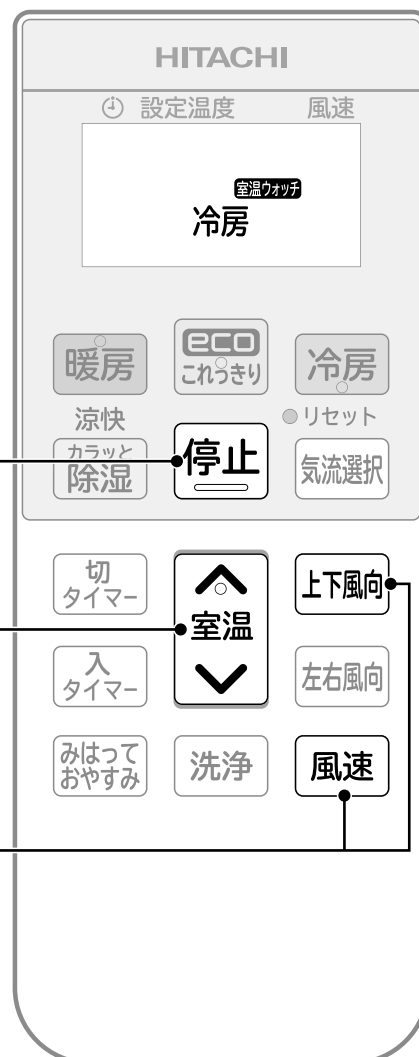 HITACHI
設定温度 風速
室温ウォッチ
冷房
暖房
eco
これっきり
冷房
涼快
リセット
カラッと
除湿
停止
気流選択
切
タイマー
室温
上下風向
入
タイマー
左右風向
みはって
おやすみ
洗浄
風速